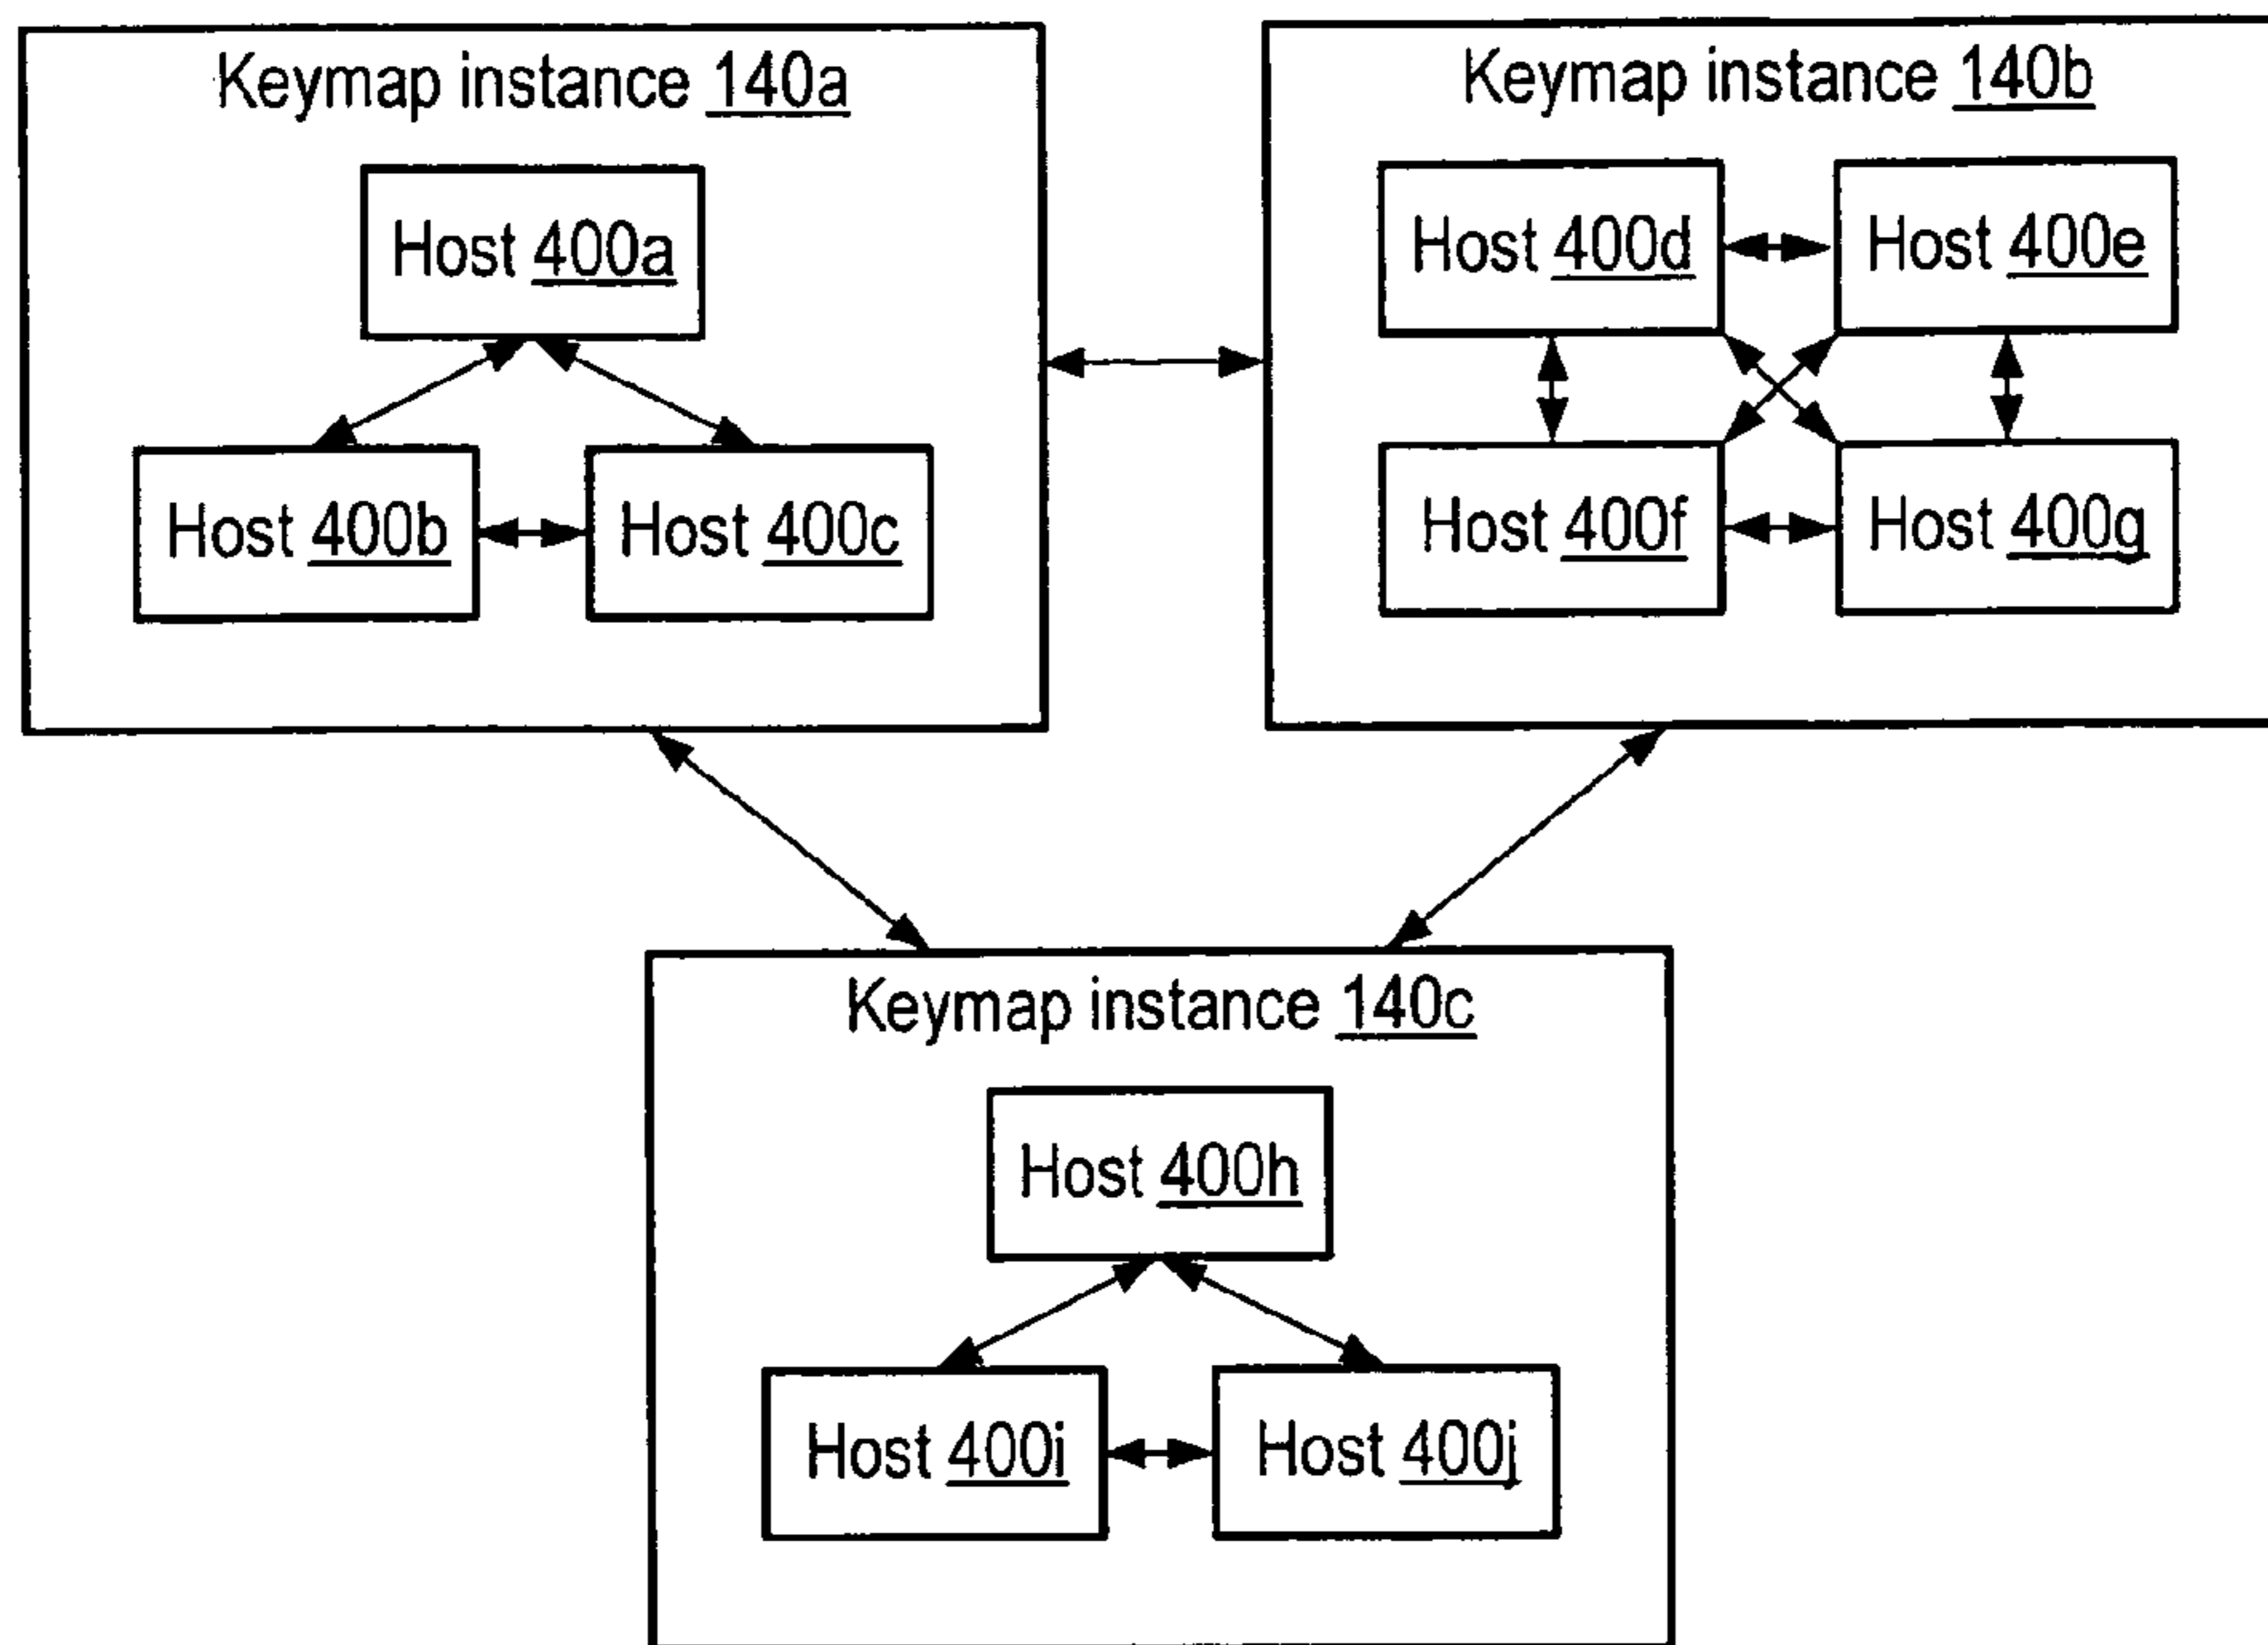 Keymap instance 140a
Host 400a
Host 400b
Host 400c
Keymap instance 140b
Host 400d
Host 400e
Host 400f
Host 400g
Keymap instance 140c
Host 400h
Host 400i
Host 400j